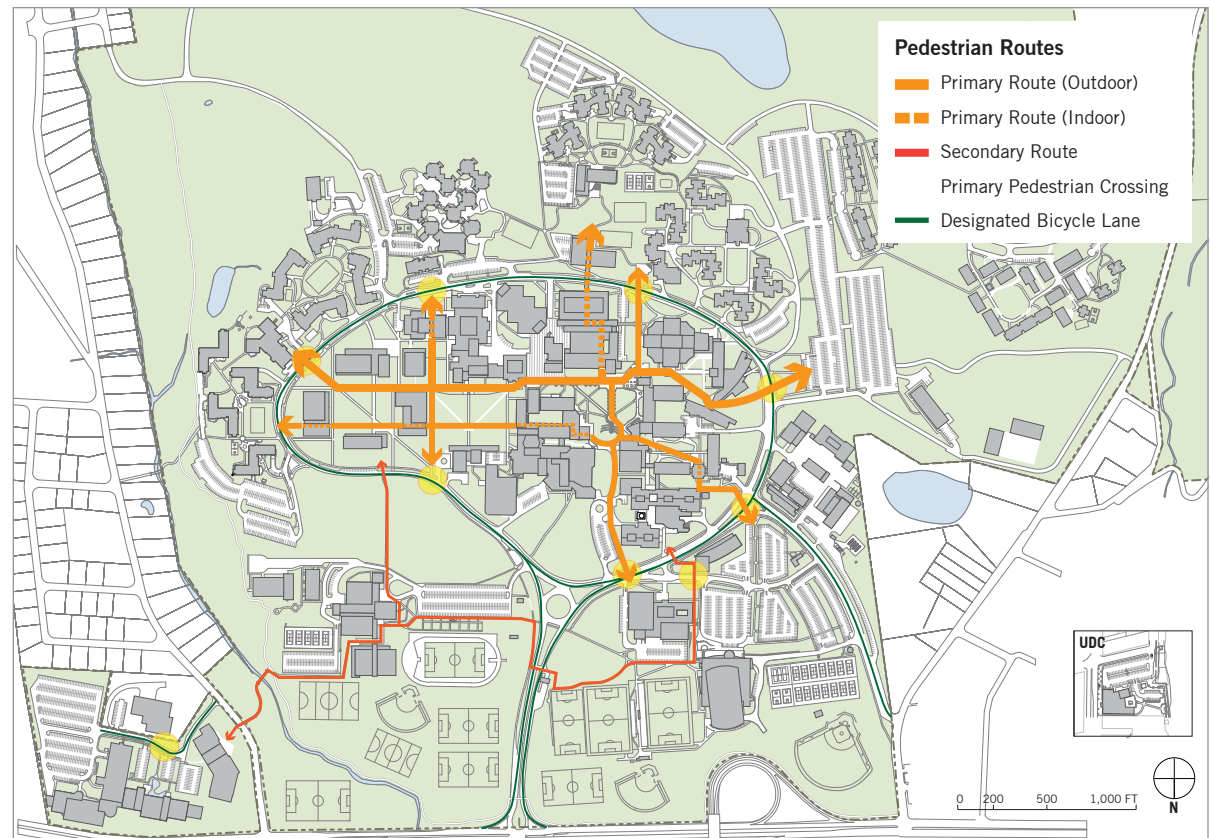 Pedestrian Routes
Primary Route (Outdoor)
Primary Route (Indoor)
Secondary Route
Primary Pedestrian Crossing
Designated Bicycle Lane
UDC
0 200 500 1,000 FT
N